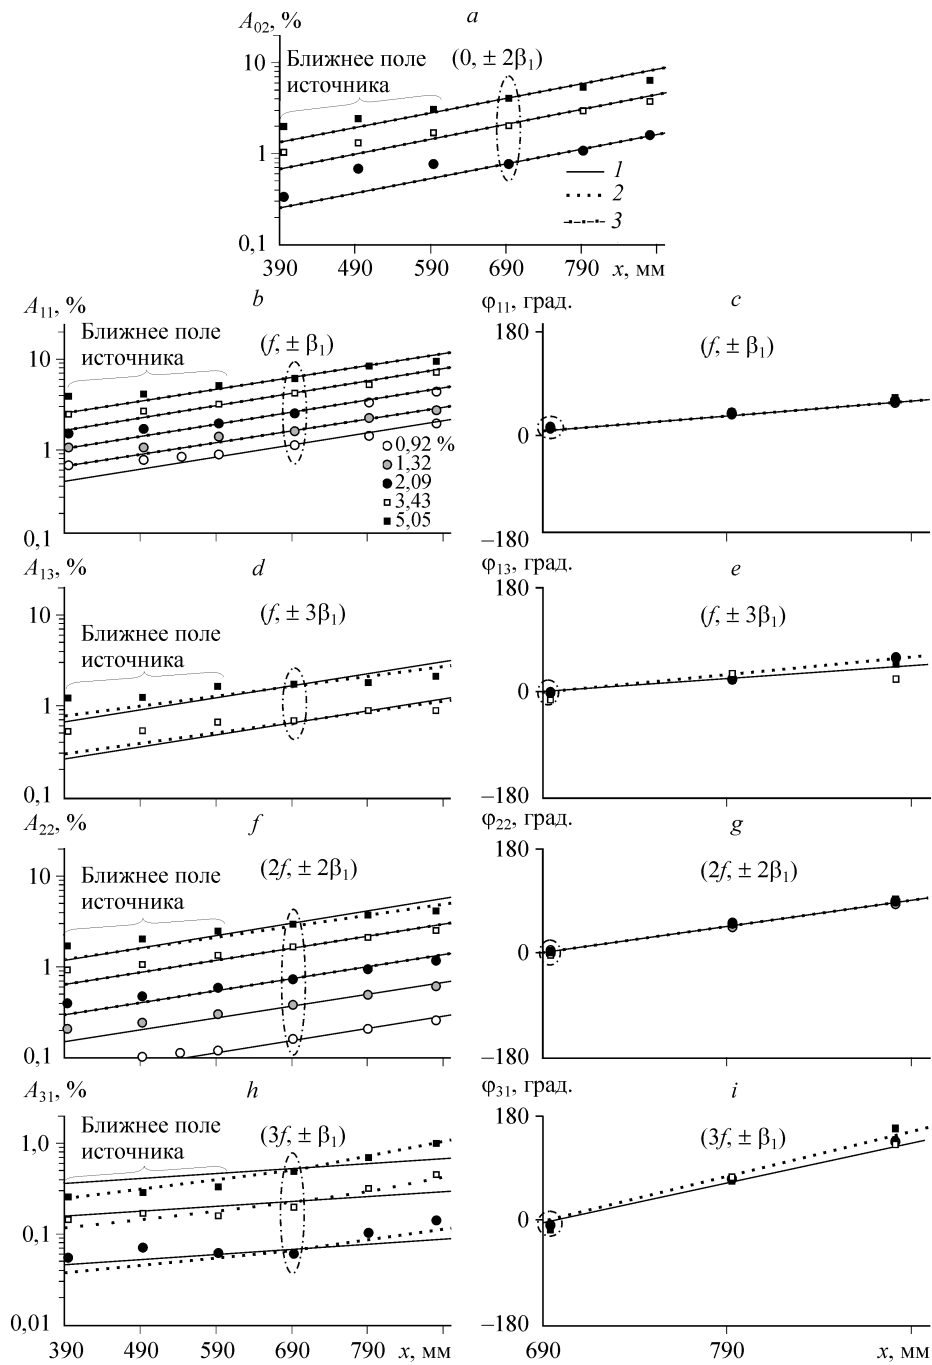 A02, %
a
10
Ближнее поле
источника
(0, ± 2β1)
1
1
2
3
0,1
390 490 590 690 790 x, мм
A11, %
b
Ближнее поле
источника
(f, ± β1)
10
1
0,92 %
1,32
2,09
3,43
5,05
0,1
φ11, град.
c
180
(f, ± β1)
0
–180
A13, %
d
10
(f, ± 3β1)
Ближнее поле
источника
1
0,1
φ13, град.
e
180
(f, ± 3β1)
0
–180
A22, %
f
10
Ближнее поле
источника
(2f, ± 2β1)
1
0,1
φ22, град.
g
180
(2f, ± 2β1)
0
–180
A31, %
h
Ближнее поле
источника
1,0
(3f, ± β1)
0,1
0,01
390 490 590 690 790 x, мм
φ31, град.
i
180
(3f, ± β1)
0
–180
690 790 x, мм